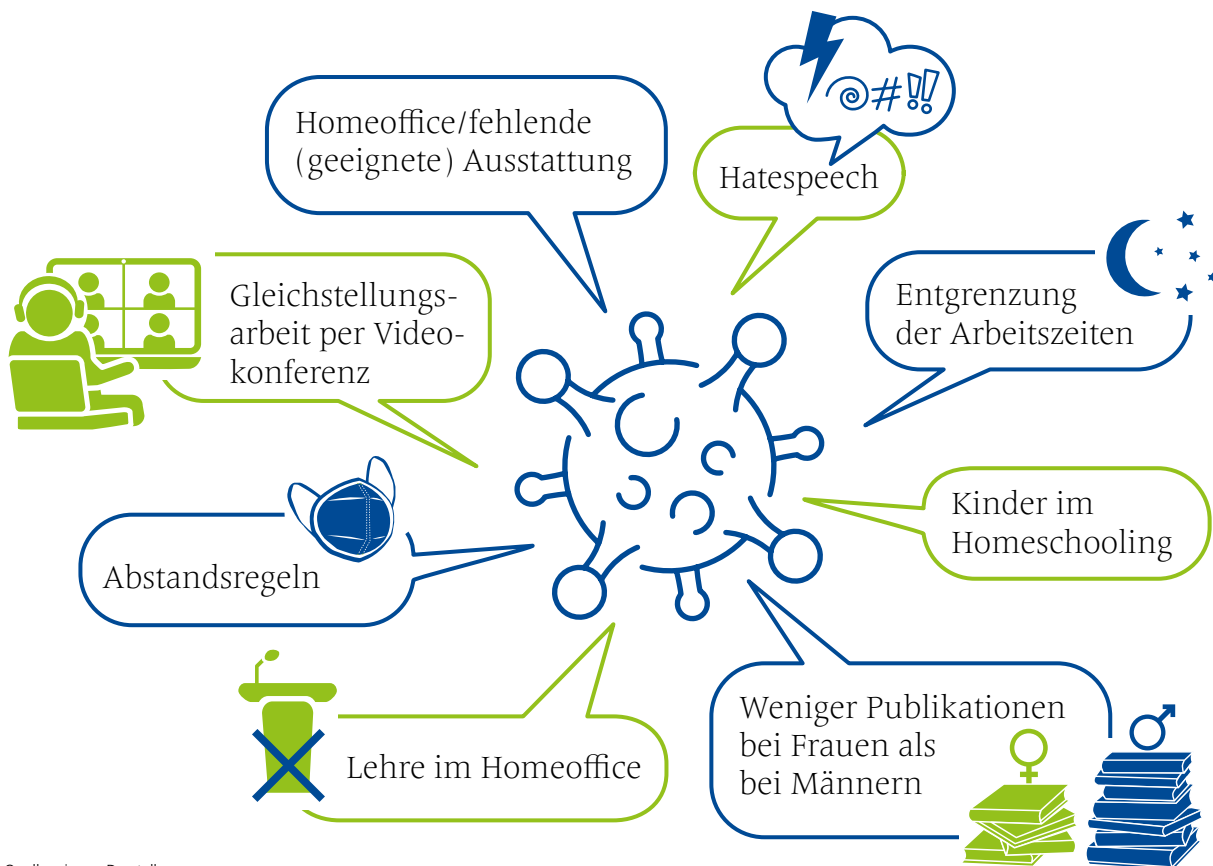 @#!!
Homeoffice/fehlende
(geeignete) Ausstattung
Hatespeech
Gleichstellungs-
arbeit per Video-
konferenz
Entgrenzung
der Arbeitszeiten
Abstandsregeln
Kinder im
Homeschooling
Lehre im Homeoffice
Weniger Publikationen
bei Frauen als
bei Männern